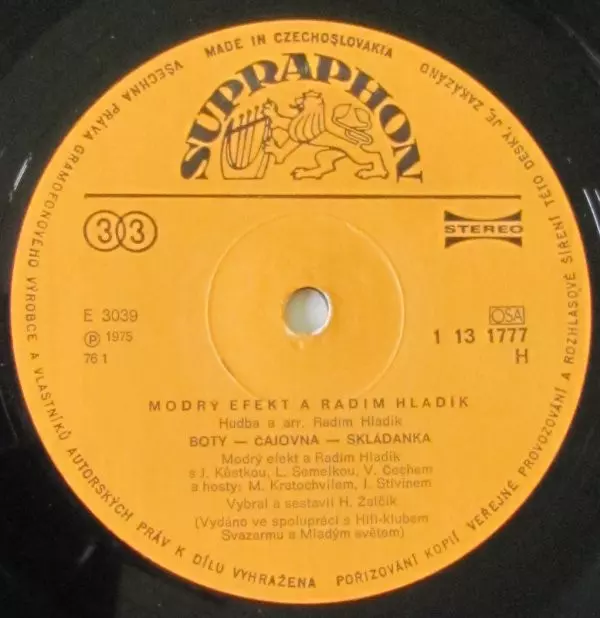 MADE IN CZECHOSLOVAKIA
VŠECHNA PRÁVA GRAMOFONOVÉHO VÝROBCE A VLASTNÍKŮ AUTORSKÝCH PRÁV K DÍLU VYHRAŽENA
POŘIZOVÁNÍ KOPIÍ VEŘEJNÉ PROVOZOVÁNÍ A ROZHLASOVÉ ŠÍŘENÍ TÉTO DESKY, JE ZAKÁZÁNO
SUPRAPHON
33
STEREO
E 3039
Ⓟ 1975
76 1
OSA
1 13 1777
H
MODRÝ EFEKT A RADIM HLADÍK
Hudba a arr. Radim Hladík
BOTY — ČAJOVNA — SKLÁDANKA
Modrý efekt a Radim Hladík
s J. Kůstkou, L. Semelkou, V. Čechem
a hosty: M. Kratochvílem, J. Stivínem
Vybral a sestavil H. Zalčík
(Vydáno ve spolupráci s Hifi-klubem
Svazarmu a Mladým světem)